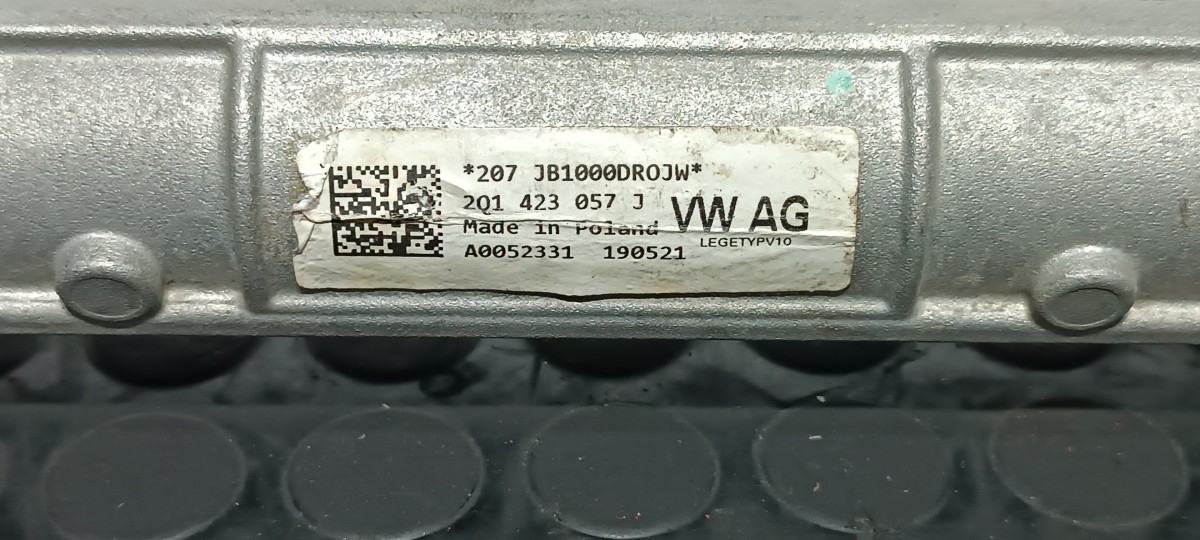 *207 JB1000DROJW*
2Q1 423 057 J
Made in Poland
A0052331 190521
VW AG
LEGETYPV10